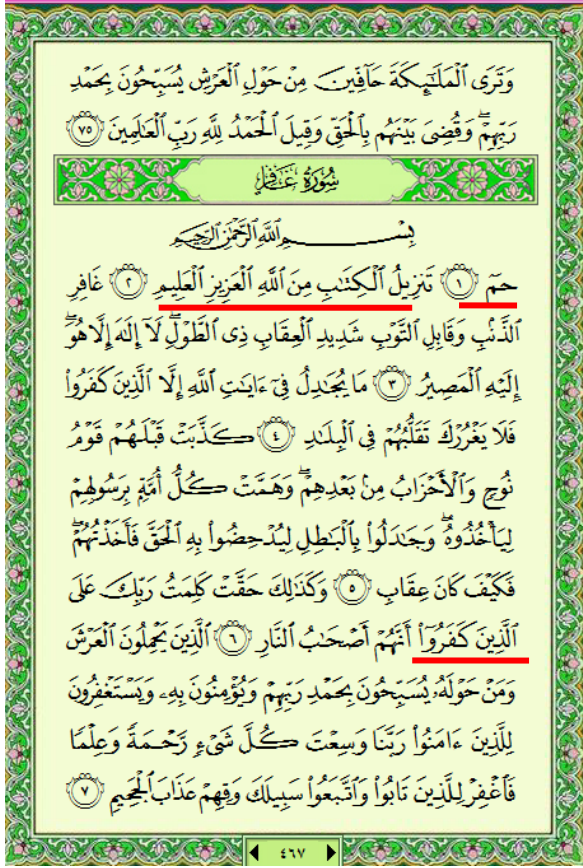 وَتَرَى ٱلْمَلَـٰٓئِكَةَ حَآفِّينَ مِنْ حَوْلِ ٱلْعَرْشِ يُسَبِّحُونَ بِحَمْدِ
رَبِّهِمْ ۖ وَقُضِىَ بَيْنَهُم بِٱلْحَقِّ وَقِيلَ ٱلْحَمْدُ لِلَّهِ رَبِّ ٱلْعَـٰلَمِينَ ٧٥
سُورَةُ غَافِرٍ
بِسْمِ ٱللَّهِ ٱلرَّحْمَـٰنِ ٱلرَّحِيمِ
حمٓ ١ تَنزِيلُ ٱلْكِتَـٰبِ مِنَ ٱللَّهِ ٱلْعَزِيزِ ٱلْعَلِيمِ ٢ غَافِرِ
ٱلذَّنۢبِ وَقَابِلِ ٱلتَّوْبِ شَدِيدِ ٱلْعِقَابِ ذِى ٱلطَّوْلِ ۖ لَآ إِلَـٰهَ إِلَّا هُوَ ۖ
إِلَيْهِ ٱلْمَصِيرُ ٣ مَا يُجَـٰدِلُ فِىٓ ءَايَـٰتِ ٱللَّهِ إِلَّا ٱلَّذِينَ كَفَرُوا۟
فَلَا يَغْرُرْكَ تَقَلُّبُهُمْ فِى ٱلْبِلَـٰدِ ٤ كَذَّبَتْ قَبْلَهُمْ قَوْمُ
نُوحٍ وَٱلْأَحْزَابُ مِنۢ بَعْدِهِمْ ۖ وَهَمَّتْ كُلُّ أُمَّةٍۭ بِرَسُولِهِمْ
لِيَأْخُذُوهُ ۖ وَجَـٰدَلُوا۟ بِٱلْبَـٰطِلِ لِيُدْحِضُوا۟ بِهِ ٱلْحَقَّ فَأَخَذْتُهُمْ ۖ
فَكَيْفَ كَانَ عِقَابِ ٥ وَكَذَٰلِكَ حَقَّتْ كَلِمَتُ رَبِّكَ عَلَى
ٱلَّذِينَ كَفَرُوٓا۟ أَنَّهُمْ أَصْحَـٰبُ ٱلنَّارِ ٦ ٱلَّذِينَ يَحْمِلُونَ ٱلْعَرْشَ
وَمَنْ حَوْلَهُۥ يُسَبِّحُونَ بِحَمْدِ رَبِّهِمْ وَيُؤْمِنُونَ بِهِۦ وَيَسْتَغْفِرُونَ
لِلَّذِينَ ءَامَنُوا۟ رَبَّنَا وَسِعْتَ كُلَّ شَىْءٍ رَّحْمَةً وَعِلْمًا
فَٱغْفِرْ لِلَّذِينَ تَابُوا۟ وَٱتَّبَعُوا۟ سَبِيلَكَ وَقِهِمْ عَذَابَ ٱلْجَحِيمِ ٧
٤٦٧